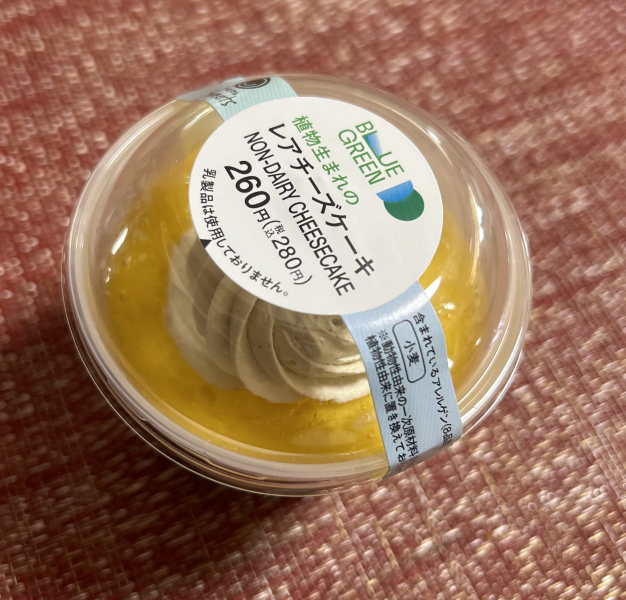 BLUE
GREEN
植物生まれの
レアチーズケーキ
NON-DAIRY CHEESECAKE
260円(税込280円)
乳製品は使用しておりません。
含まれているアレルゲン(8品
小麦
※動物性由来の一次原材料
植物性由来に置き換えてお